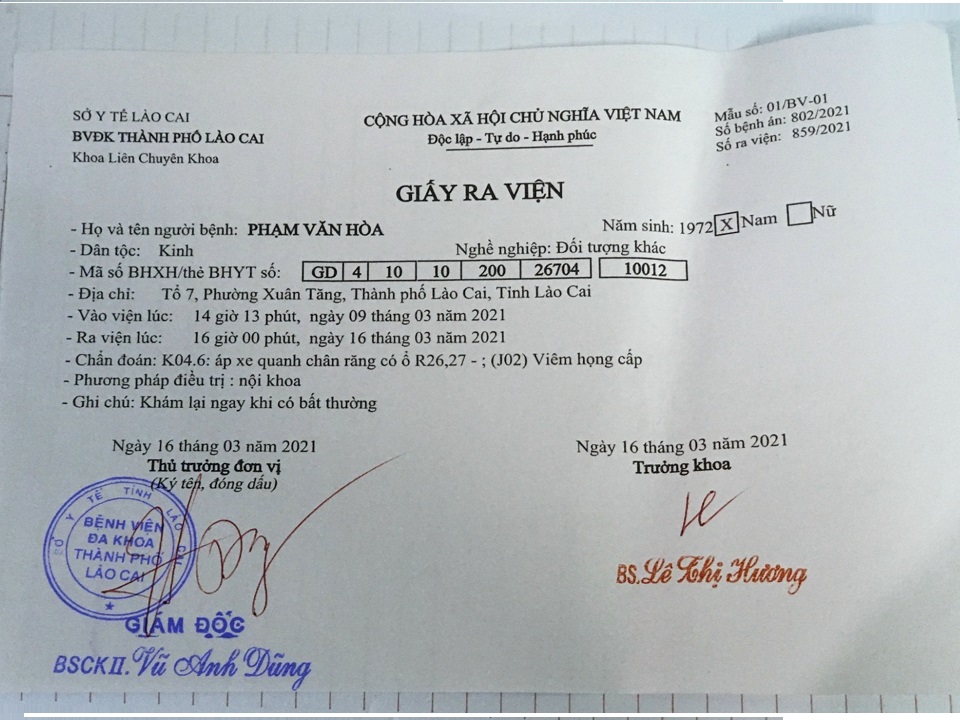 SỞ Y TẾ LÀO CAI
BVĐK THÀNH PHỐ LÀO CAI
Khoa Liên Chuyên Khoa
CỘNG HÒA XÃ HỘI CHỦ NGHĨA VIỆT NAM
Độc lập - Tự do - Hạnh phúc
Mẫu số: 01/BV-01
Số bệnh án: 802/2021
Số ra viện: 859/2021
GIẤY RA VIỆN
- Họ và tên người bệnh: PHẠM VĂN HÒA Năm sinh: 1972 X Nam Nữ
- Dân tộc: Kinh Nghề nghiệp: Đối tượng khác
- Mã số BHXH/thẻ BHYT số: GD 4 10 10 200 26704 10012
- Địa chỉ: Tổ 7, Phường Xuân Tăng, Thành phố Lào Cai, Tỉnh Lào Cai
- Vào viện lúc: 14 giờ 13 phút, ngày 09 tháng 03 năm 2021
- Ra viện lúc: 16 giờ 00 phút, ngày 16 tháng 03 năm 2021
- Chẩn đoán: K04.6: áp xe quanh chân răng có ổ R26,27 - ; (J02) Viêm họng cấp
- Phương pháp điều trị : nội khoa
- Ghi chú: Khám lại ngay khi có bất thường
Ngày 16 tháng 03 năm 2021
Thủ trưởng đơn vị
(Ký tên, đóng dấu)
SỞ Y TẾ TỈNH LÀO CAI
BỆNH VIỆN
ĐA KHOA
THÀNH PHỐ
LÀO CAI
GIÁM ĐỐC
BSCKII. Vũ Anh Dũng
Ngày 16 tháng 03 năm 2021
Trưởng khoa
BS. Lê Thị Hương